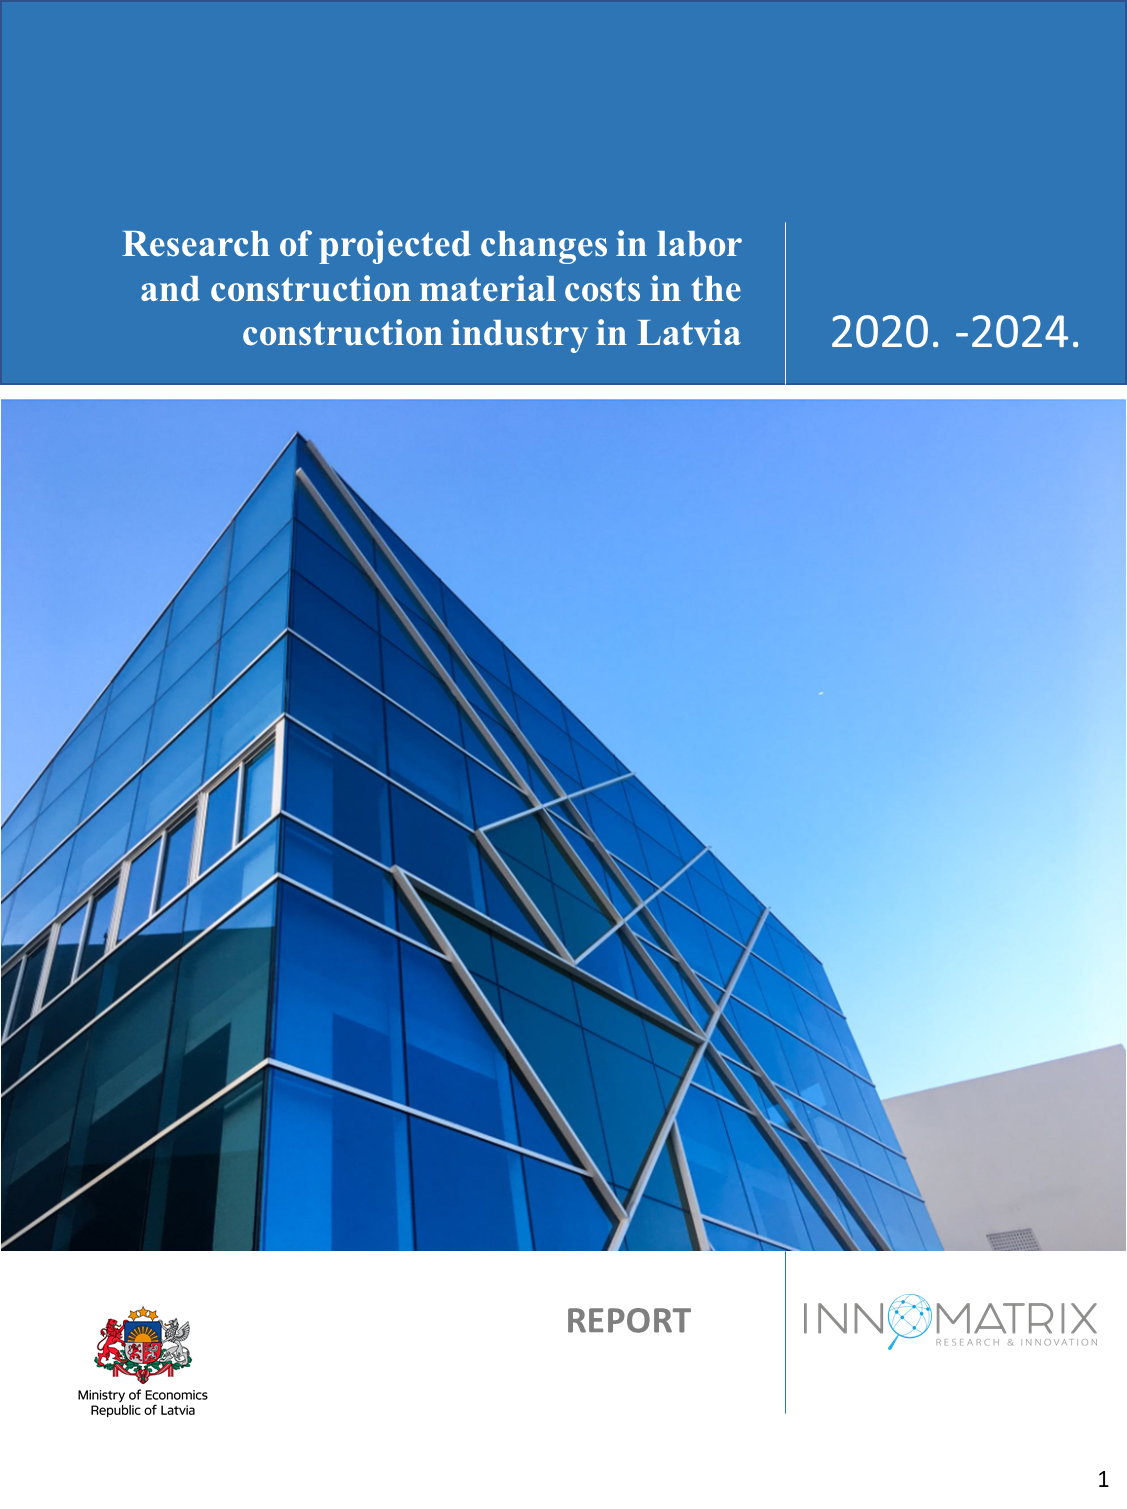 Research of projected changes in labor
and construction material costs in the
construction industry in Latvia
2020. -2024.
REPORT
INNOMATRIX
RESEARCH & INNOVATION
Ministry of Economics
Republic of Latvia
1